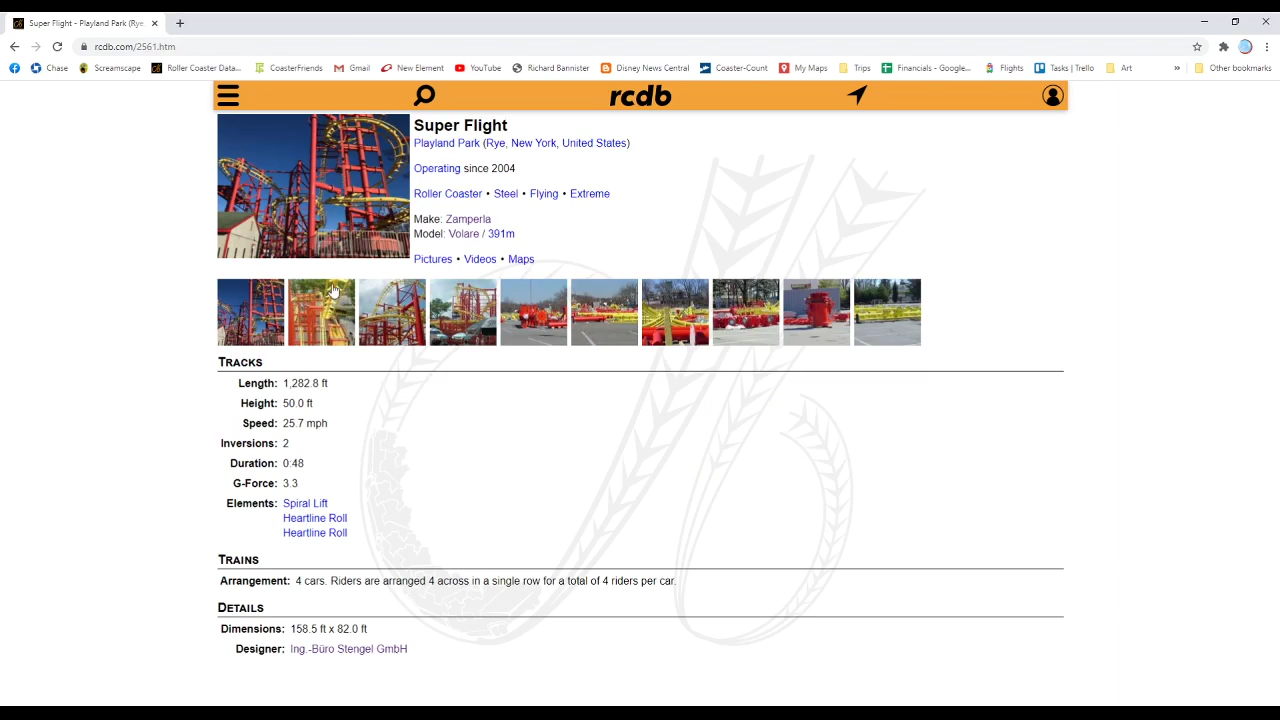 Super Flight - Playland Park (Rye
rcdb.com/2561.htm
Chase
Screamscape
Roller Coaster Data...
CoasterFriends
Gmail
New Element
YouTube
Richard Bannister
Disney News Central
Coaster-Count
My Maps
Trips
Financials - Google...
Flights
Tasks | Trello
Art
»
Other bookmarks
rcdb
Super Flight
Playland Park (Rye, New York, United States)
Operating since 2004
Roller Coaster • Steel • Flying • Extreme
Make: Zamperla
Model: Volare / 391m
Pictures • Videos • Maps
Tracks
Length: 1,282.8 ft
Height: 50.0 ft
Speed: 25.7 mph
Inversions: 2
Duration: 0:48
G-Force: 3.3
Elements: Spiral Lift
Heartline Roll
Heartline Roll
Trains
Arrangement: 4 cars. Riders are arranged 4 across in a single row for a total of 4 riders per car.
Details
Dimensions: 158.5 ft x 82.0 ft
Designer: Ing.-Büro Stengel GmbH